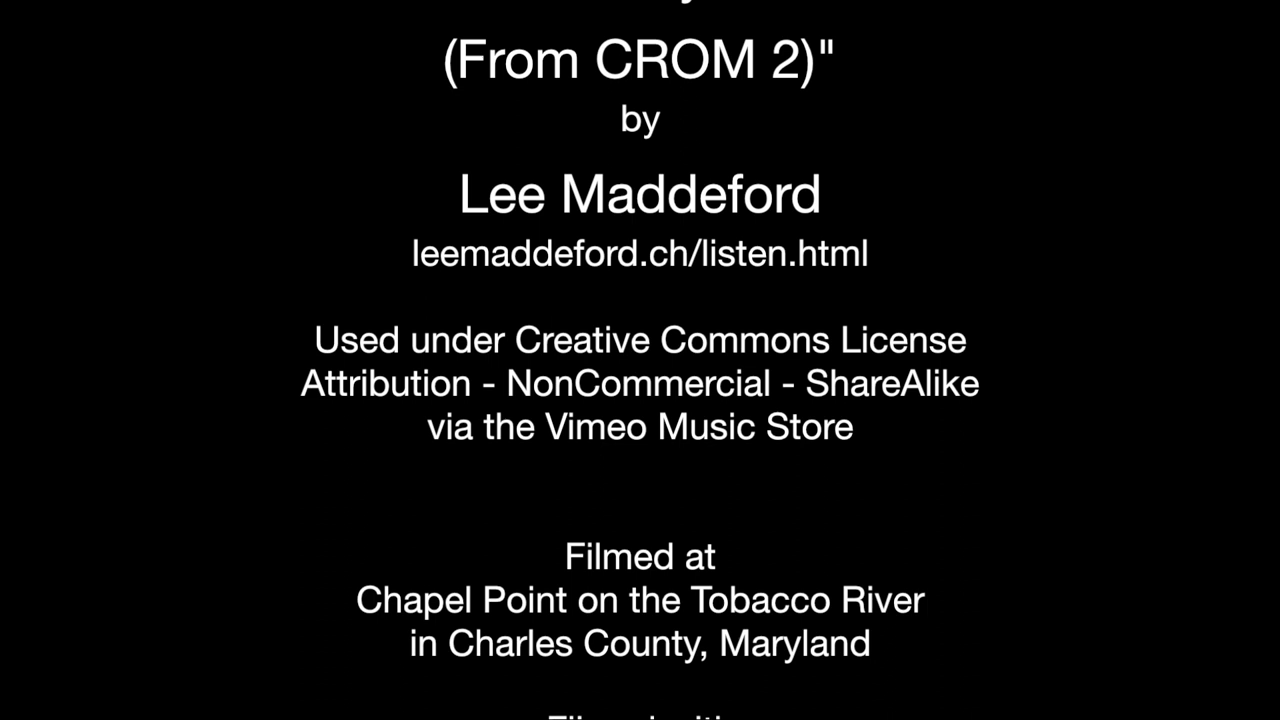 (From CROM 2)"
by
Lee Maddeford
leemaddeford.ch/listen.html
Used under Creative Commons License
Attribution - NonCommercial - ShareAlike
via the Vimeo Music Store
Filmed at
Chapel Point on the Tobacco River
in Charles County, Maryland